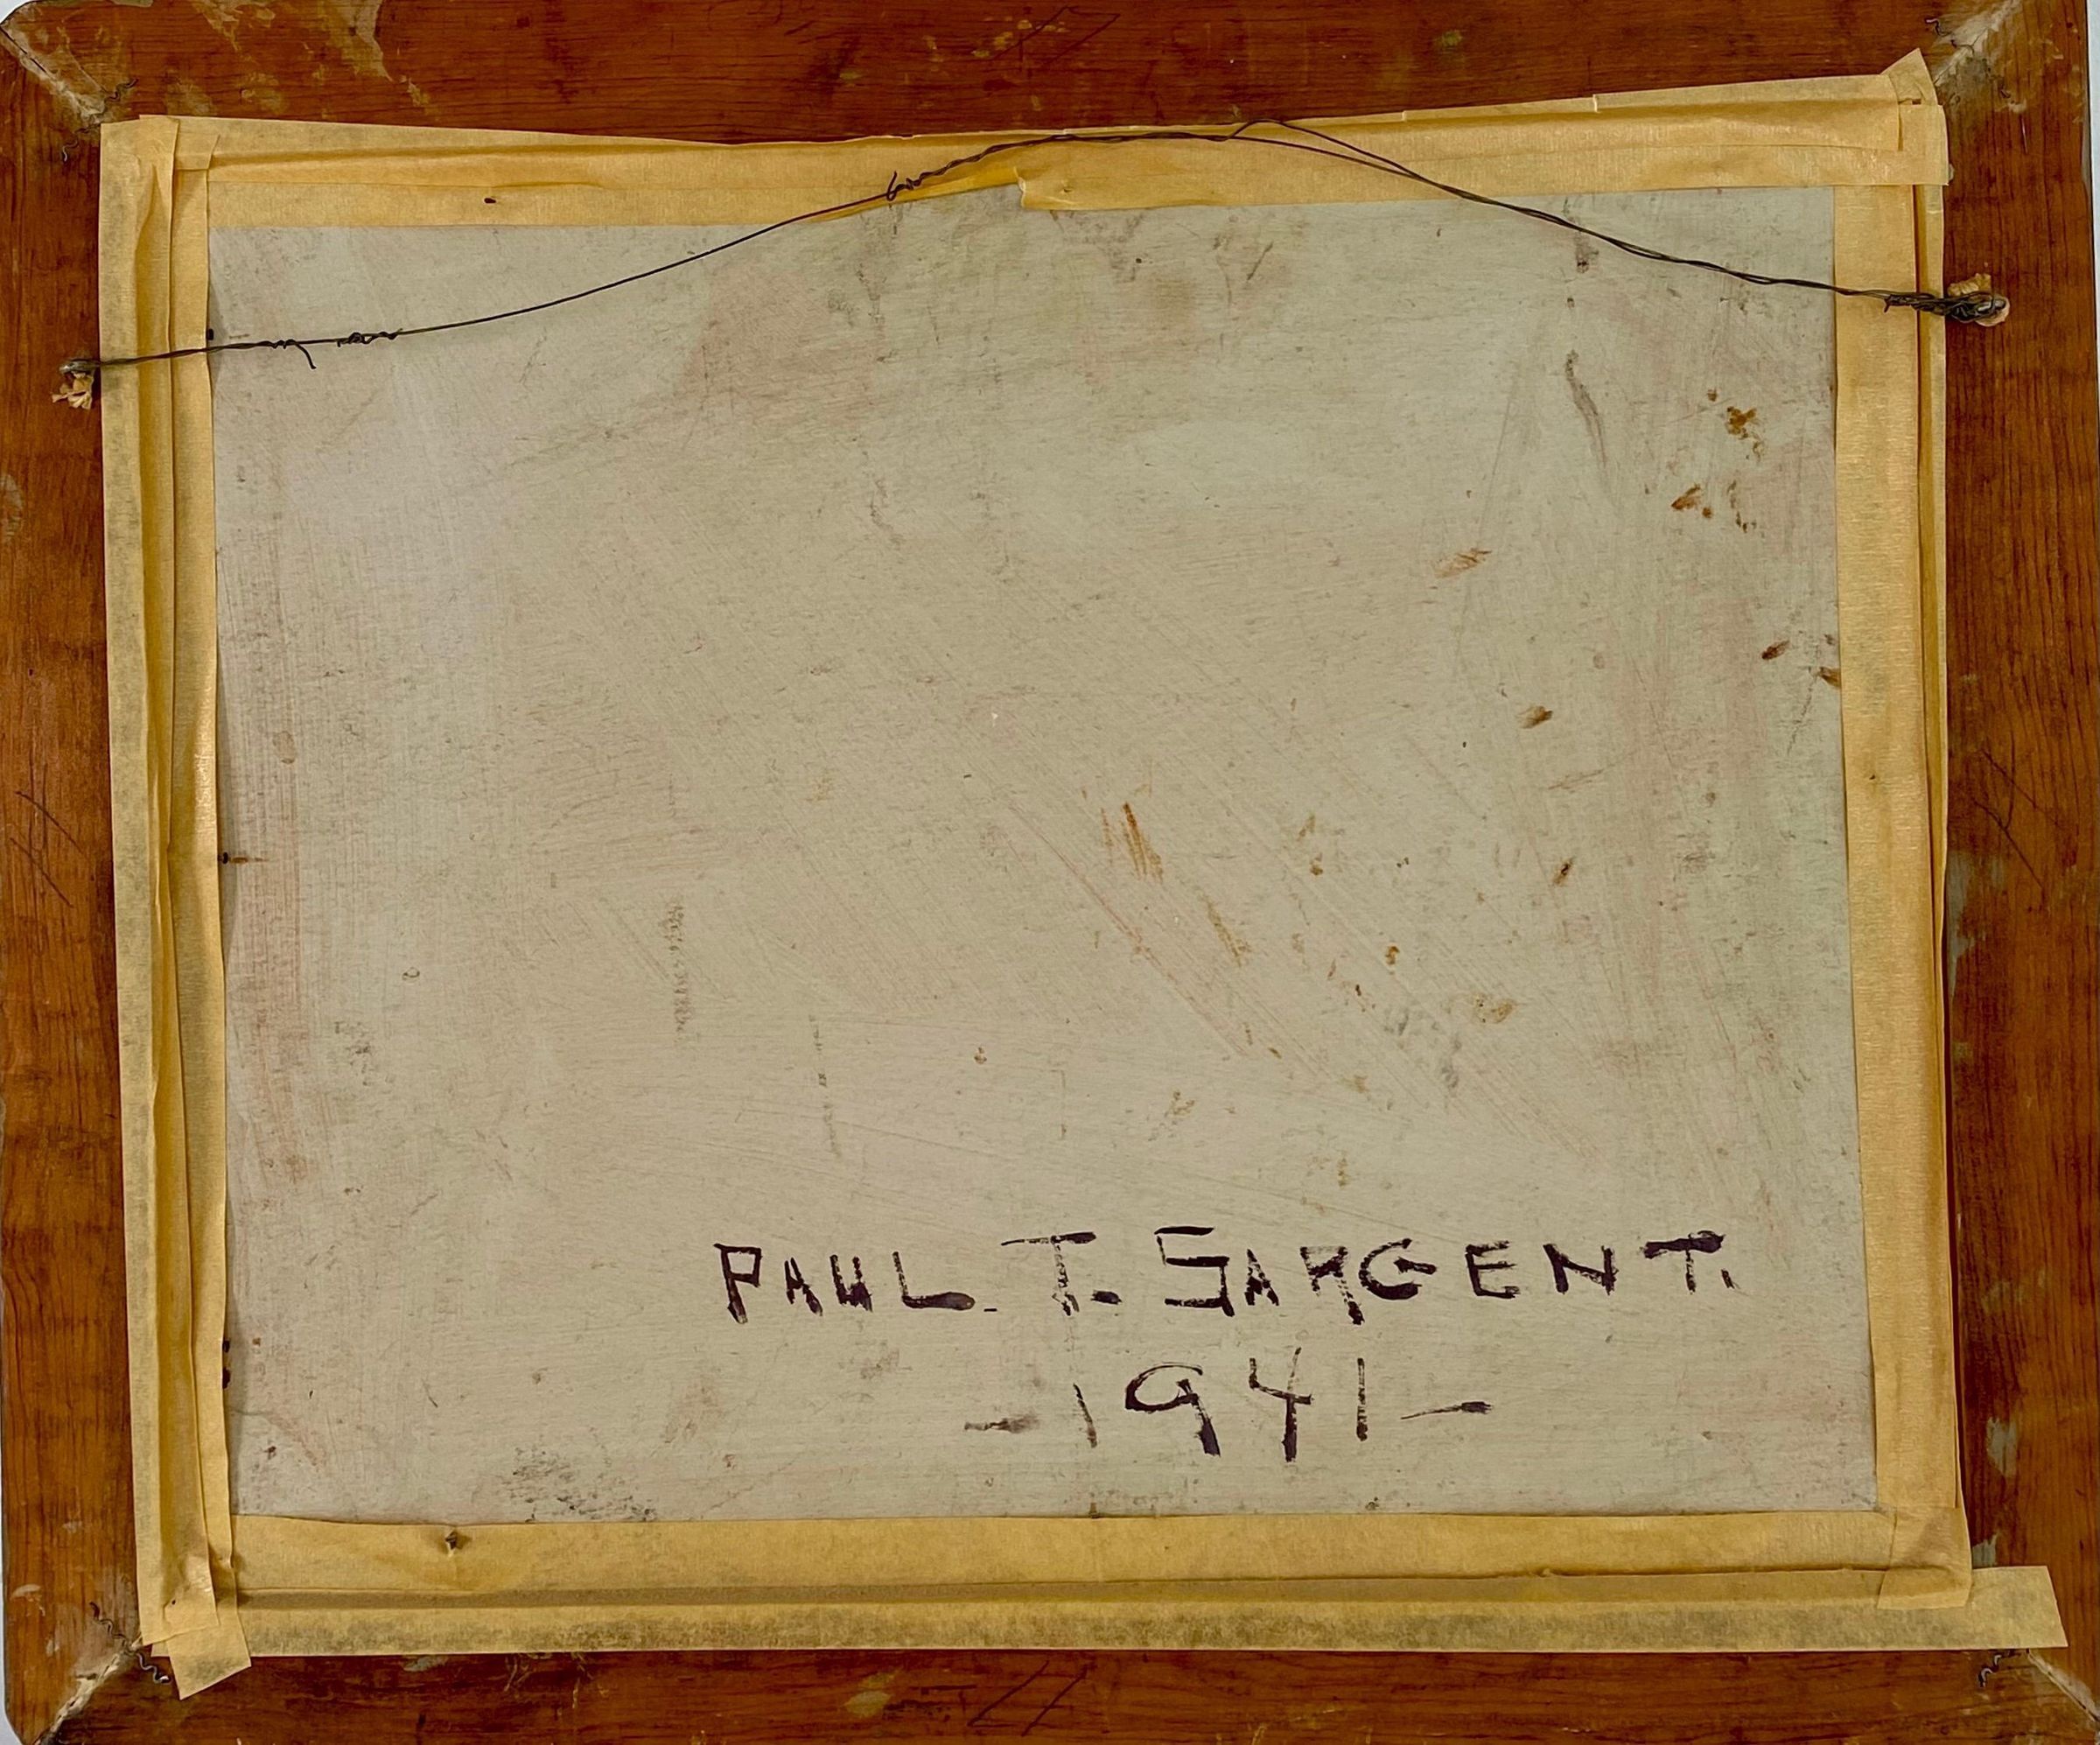 PAUL. T. SARGENT.
-1941-